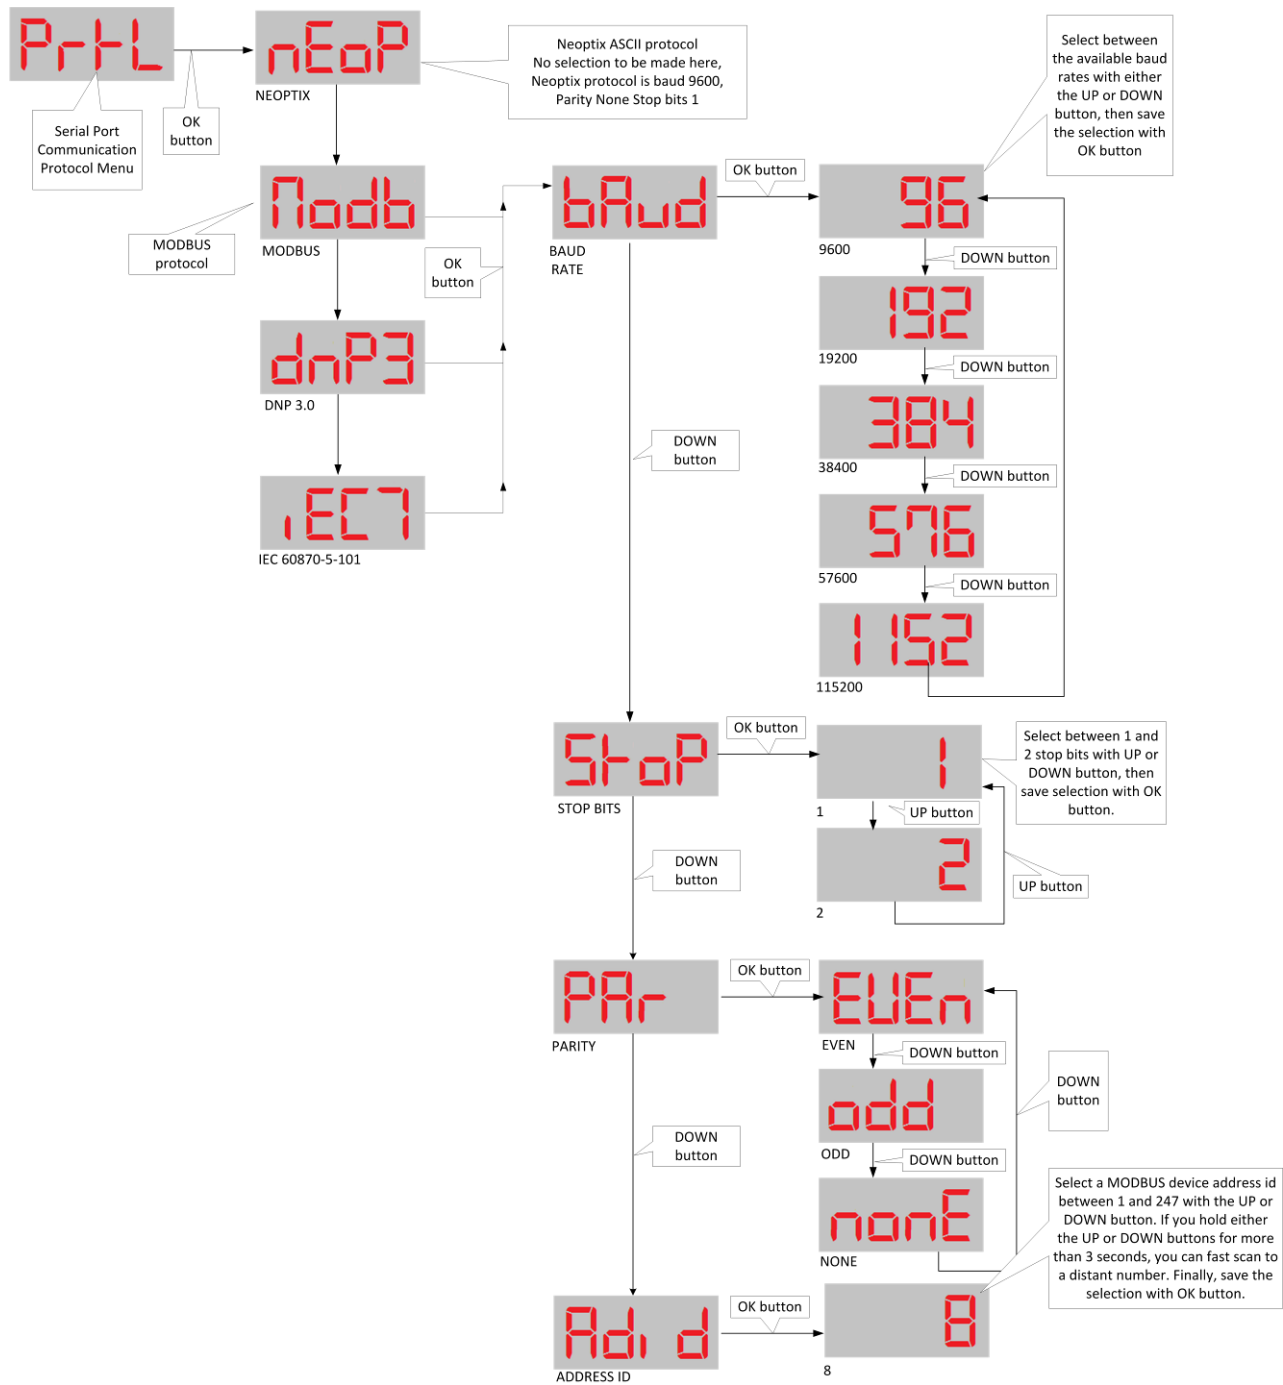 PrtL
Serial Port
Communication
Protocol Menu
OK
button
nEoP
NEOPTIX
Neoptix ASCII protocol
No selection to be made here,
Neoptix protocol is baud 9600,
Parity None Stop bits 1
Modb
MODBUS
MODBUS
protocol
dnP3
DNP 3.0
iEC7
IEC 60870-5-101
OK
button
bAud
BAUD
RATE
OK button
Select between
the available baud
rates with either
the UP or DOWN
button, then save
the selection with
OK button
96
9600
DOWN button
192
19200
DOWN button
384
38400
DOWN button
576
57600
DOWN button
1152
115200
DOWN
button
StoP
STOP BITS
OK button
1
1
Select between 1 and
2 stop bits with UP or
DOWN button, then
save selection with OK
button.
UP button
2
2
UP button
DOWN
button
PAr
PARITY
OK button
EUEn
EVEN
DOWN button
odd
ODD
DOWN button
nonE
NONE
DOWN
button
DOWN
button
Adi d
ADDRESS ID
OK button
8
8
Select a MODBUS device address id
between 1 and 247 with the UP or
DOWN button. If you hold either
the UP or DOWN buttons for more
than 3 seconds, you can fast scan to
a distant number. Finally, save the
selection with OK button.